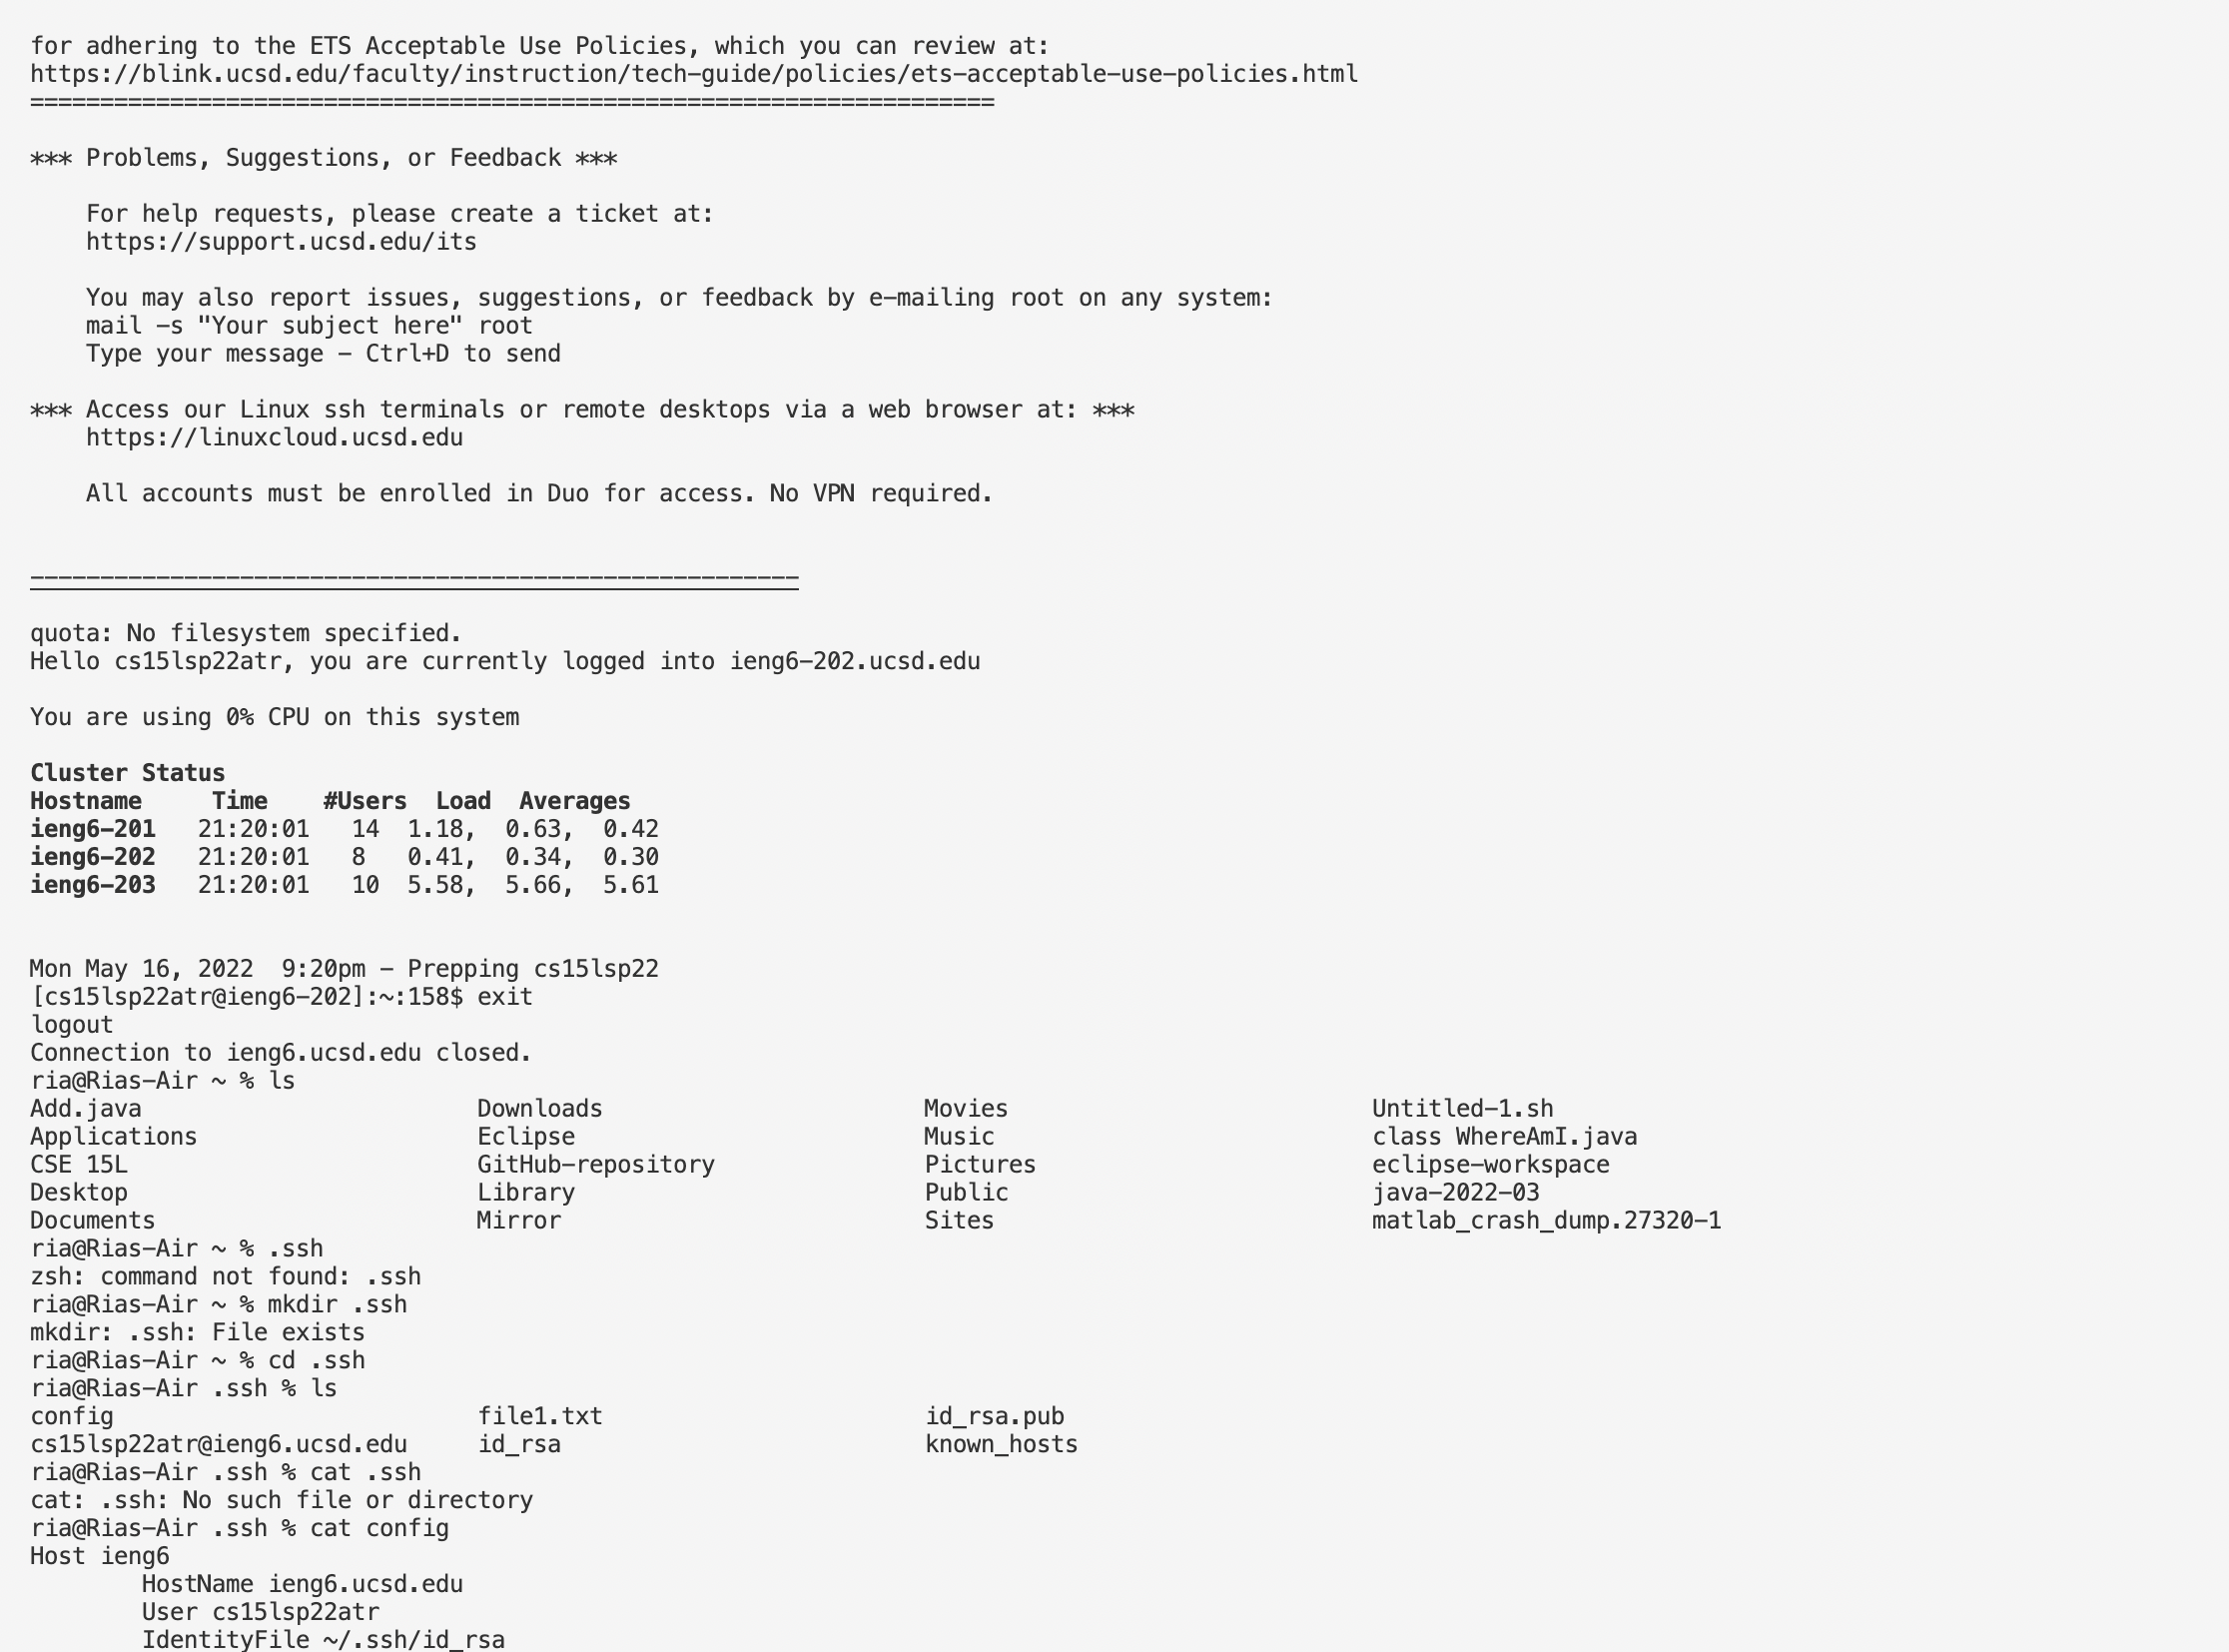 for adhering to the ETS Acceptable Use Policies, which you can review at:
https://blink.ucsd.edu/faculty/instruction/tech-guide/policies/ets-acceptable-use-policies.html
=====================================================================
*** Problems, Suggestions, or Feedback ***
For help requests, please create a ticket at:
https://support.ucsd.edu/its
You may also report issues, suggestions, or feedback by e-mailing root on any system:
mail -s "Your subject here" root
Type your message - Ctrl+D to send
*** Access our Linux ssh terminals or remote desktops via a web browser at: ***
https://linuxcloud.ucsd.edu
All accounts must be enrolled in Duo for access. No VPN required.
-------------------------------------------------------
quota: No filesystem specified.
Hello cs15lsp22atr, you are currently logged into ieng6-202.ucsd.edu
You are using 0% CPU on this system
Cluster Status
Hostname     Time    #Users  Load  Averages
ieng6-201   21:20:01   14  1.18,  0.63,  0.42
ieng6-202   21:20:01   8   0.41,  0.34,  0.30
ieng6-203   21:20:01   10  5.58,  5.66,  5.61
Mon May 16, 2022  9:20pm - Prepping cs15lsp22
[cs15lsp22atr@ieng6-202]:~:158$ exit
logout
Connection to ieng6.ucsd.edu closed.
ria@Rias-Air ~ % ls
Add.java                        Downloads                       Movies                          Untitled-1.sh
Applications                    Eclipse                         Music                           class WhereAmI.java
CSE 15L                         GitHub-repository               Pictures                        eclipse-workspace
Desktop                         Library                         Public                          java-2022-03
Documents                       Mirror                          Sites                           matlab_crash_dump.27320-1
ria@Rias-Air ~ % .ssh
zsh: command not found: .ssh
ria@Rias-Air ~ % mkdir .ssh
mkdir: .ssh: File exists
ria@Rias-Air ~ % cd .ssh
ria@Rias-Air .ssh % ls
config                          file1.txt                       id_rsa.pub
cs15lsp22atr@ieng6.ucsd.edu     id_rsa                          known_hosts
ria@Rias-Air .ssh % cat .ssh
cat: .ssh: No such file or directory
ria@Rias-Air .ssh % cat config
Host ieng6
HostName ieng6.ucsd.edu
User cs15lsp22atr
IdentityFile ~/.ssh/id_rsa